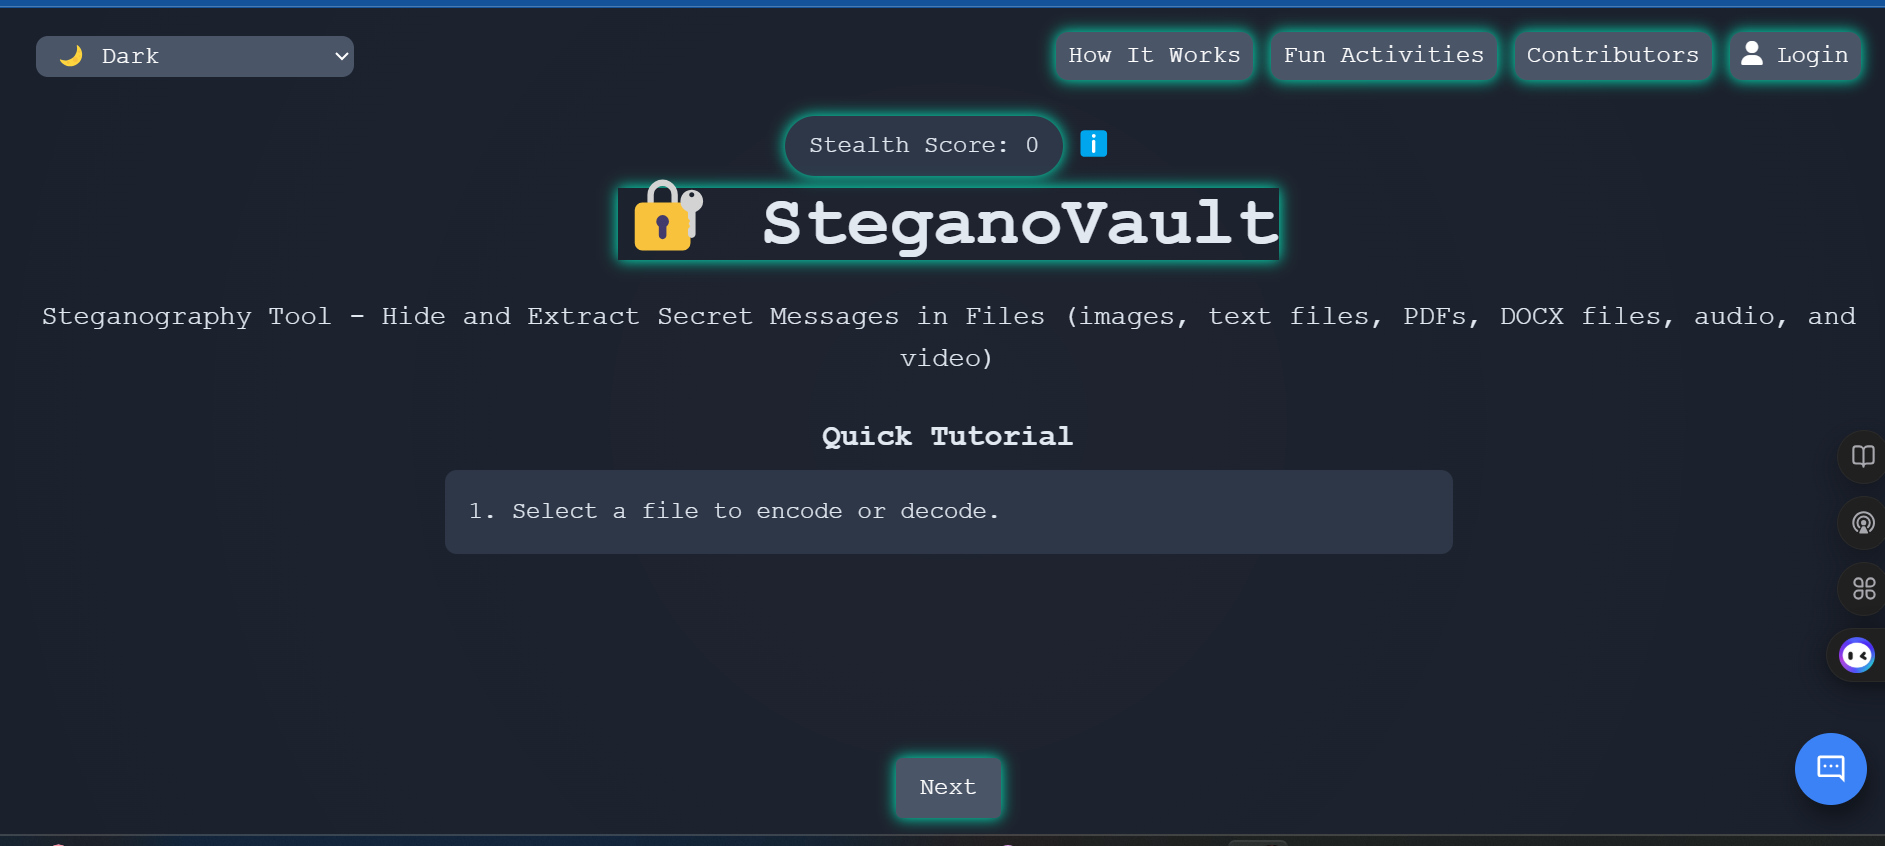 Dark
How It Works
Fun Activities
Contributors
Login
Stealth Score: 0
SteganoVault
Steganography Tool - Hide and Extract Secret Messages in Files (images, text files, PDFs, DOCX files, audio, and
video)
Quick Tutorial
1. Select a file to encode or decode.
Next